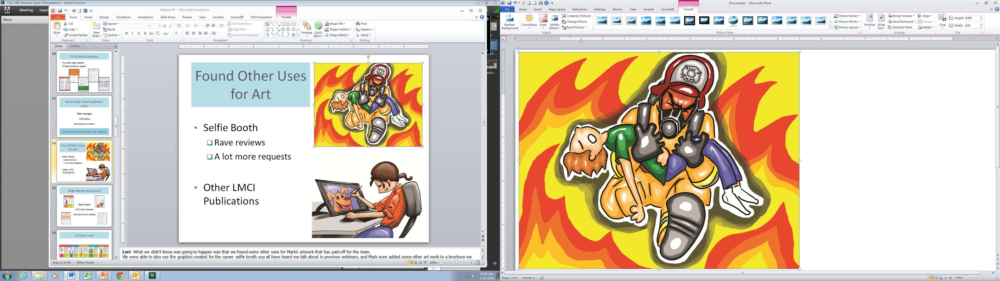 TWC HB5 Webinar Series (Presentation) - Adobe Connect
Adobe
Meeting
Share
Webinar #7 - Microsoft PowerPoint
Picture Tools
File
Home
Insert
Design
Transitions
Animations
Slide Show
Review
View
Acrobat
SecureZIP
Poll Everywhere
Format
Paste
Cut
Copy
Format Painter
Clipboard
New Slide
Layout
Reset
Section
Slides
Font
Text Direction
Align Text
Convert to SmartArt
Paragraph
Arrange
Quick Styles
Shape Fill
Shape Outline
Shape Effects
Drawing
Find
Replace
Select
Editing
Slides
Outline
10
First-Round Lessons
• Provided data needed
• Missed audience appeal
11
Back to the Drawing Board
Literally
Mark Lavergne
LMCI Editor
(and secret animator)
Put some life (and humor) into bulletins
12
Found Other Uses
for Art
• Selfie Booth
Rave reviews
A lot more requests
• Other LMCI
Publications
13
Page Design and Layout
Gary Tucker
LMCI Administrator
(and Jack-of-all-trades)
14
A Closer Look
Found Other Uses
for Art
• Selfie Booth
Rave reviews
A lot more requests
• Other LMCI
Publications
FIRE
DEPT
Lori- What we didn't know was going to happen was that we found some other uses for Mark's artwork that has paid off for the team.
We were able to also use the graphics created for the career selfie booth you all have heard me talk about in previous webinars, and Mark even added some other art work to a brochure we
Slide 12 of 30
"Office Theme"
100%
10:09 AM
1/21/2016
Document1 - Microsoft Word
Picture Tools
File
Home
Insert
Page Layout
References
Mailings
Review
View
Acrobat
SecureZIP
Format
Remove Background
Corrections
Color
Artistic Effects
Compress Pictures
Change Picture
Reset Picture
Adjust
Picture Styles
Picture Border
Picture Effects
Picture Layout
Position
Wrap Text
Bring Forward
Send Backward
Selection Pane
Align
Group
Rotate
Arrange
Crop
Height: 4.95"
Width: 6.4"
Size
FIRE
DEPT
Page: 1 of 1
Words: 0
175%